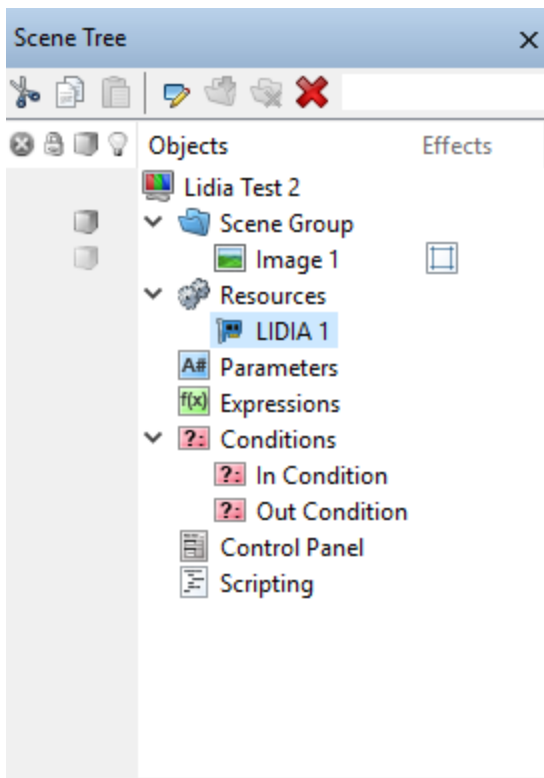 Scene Tree
Objects Effects
Lidia Test 2
Scene Group
Image 1
Resources
LIDIA 1
A# Parameters
f(x) Expressions
?: Conditions
?: In Condition
?: Out Condition
Control Panel
Scripting